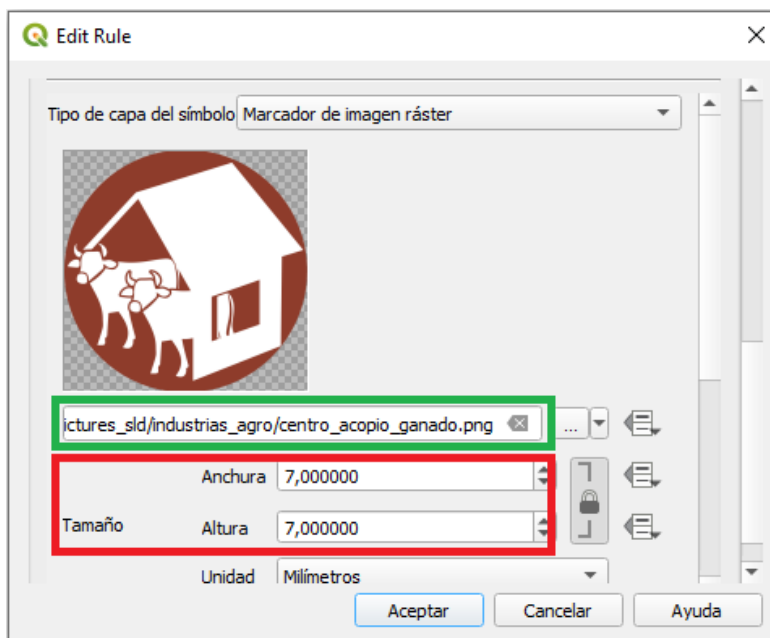 Edit Rule
Tipo de capa del símbolo Marcador de imagen ráster
ictures_sld/industrias_agro/centro_acopio_ganado.png ...
Anchura 7,000000
Tamaño
Altura 7,000000
Unidad Milímetros
Aceptar Cancelar Ayuda